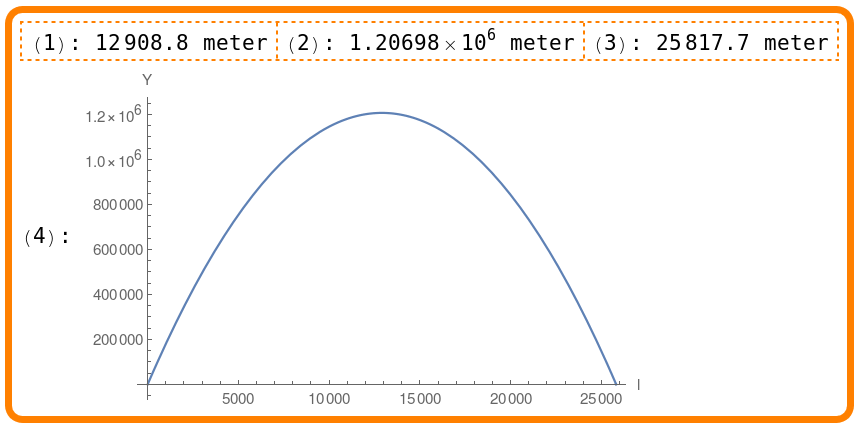 (1): 12908.8 meter (2): 1.20698×10⁶ meter (3): 25817.7 meter
Y
1.2×10⁶
1.0×10⁶
800000
600000
(4):
400000
200000
5000 10000 15000 20000 25000 l